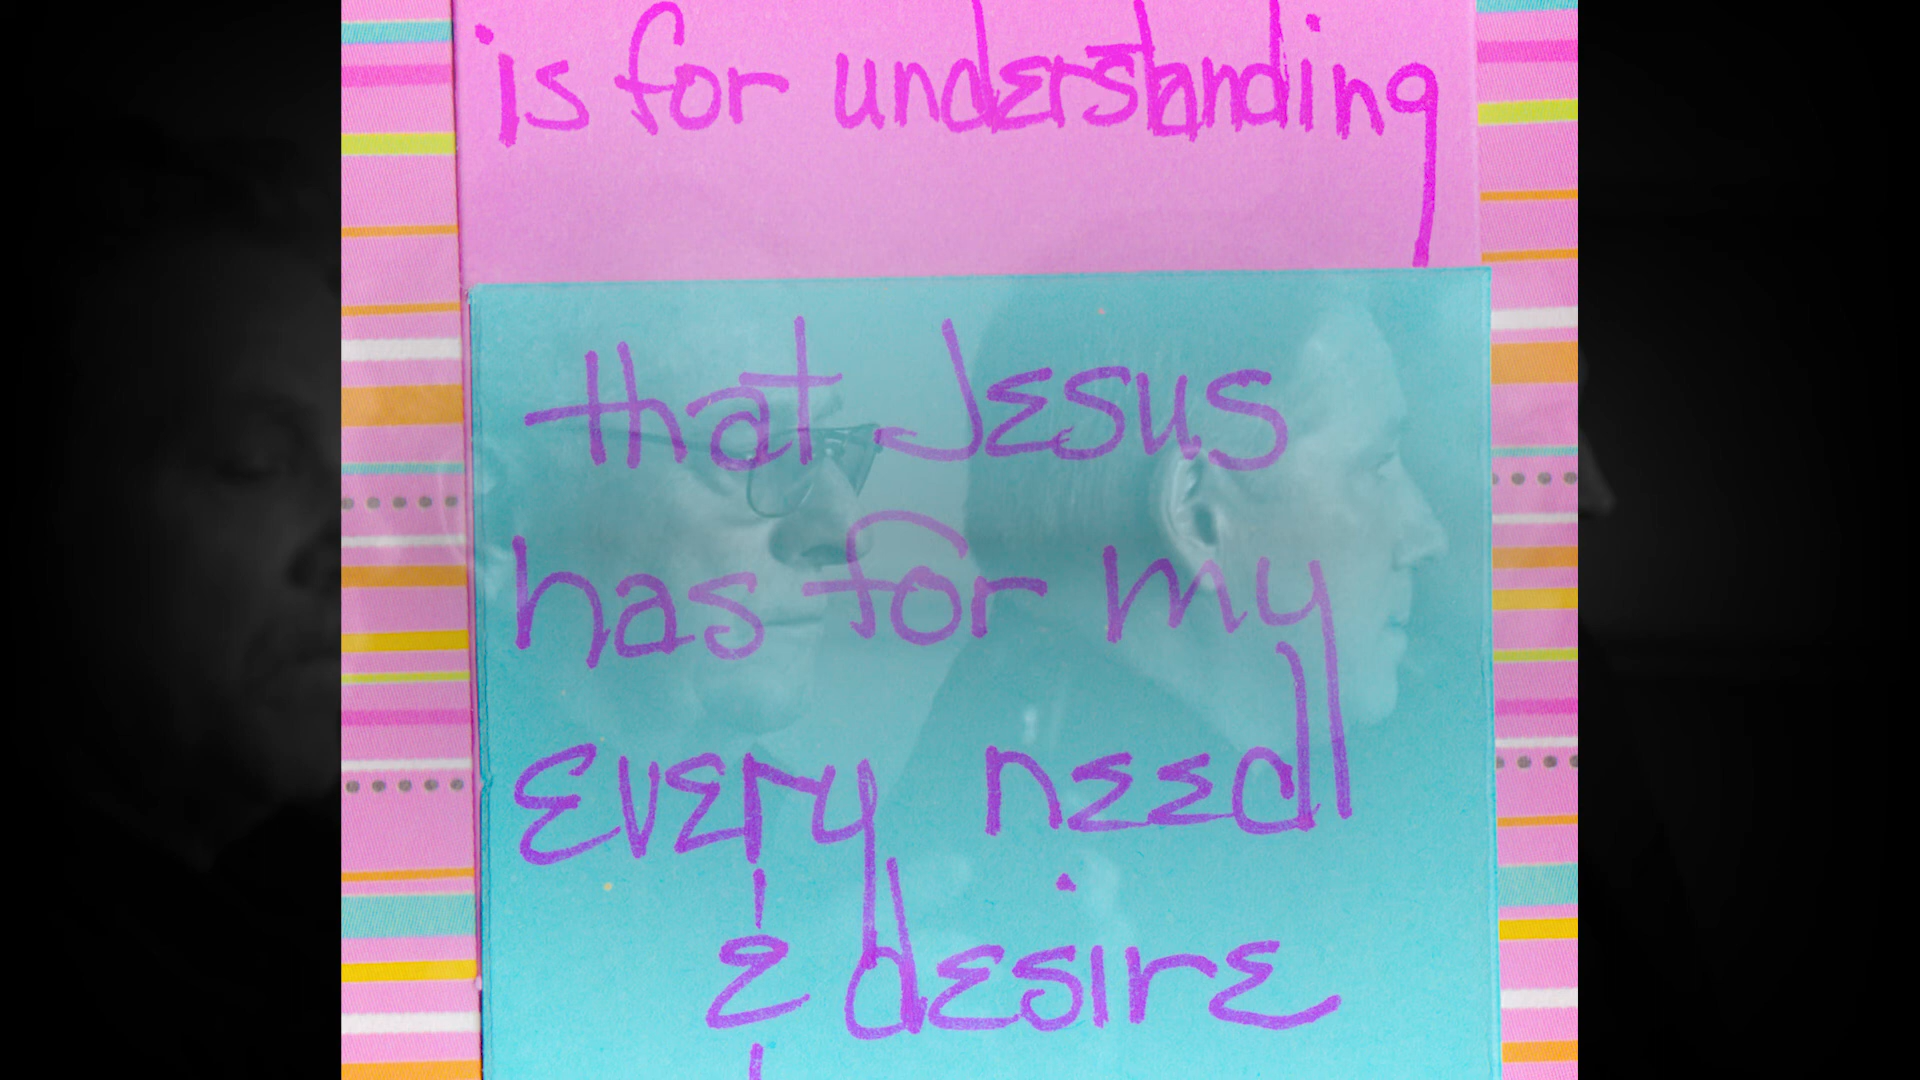 is for understanding
that Jesus
has for my
every need
& desire